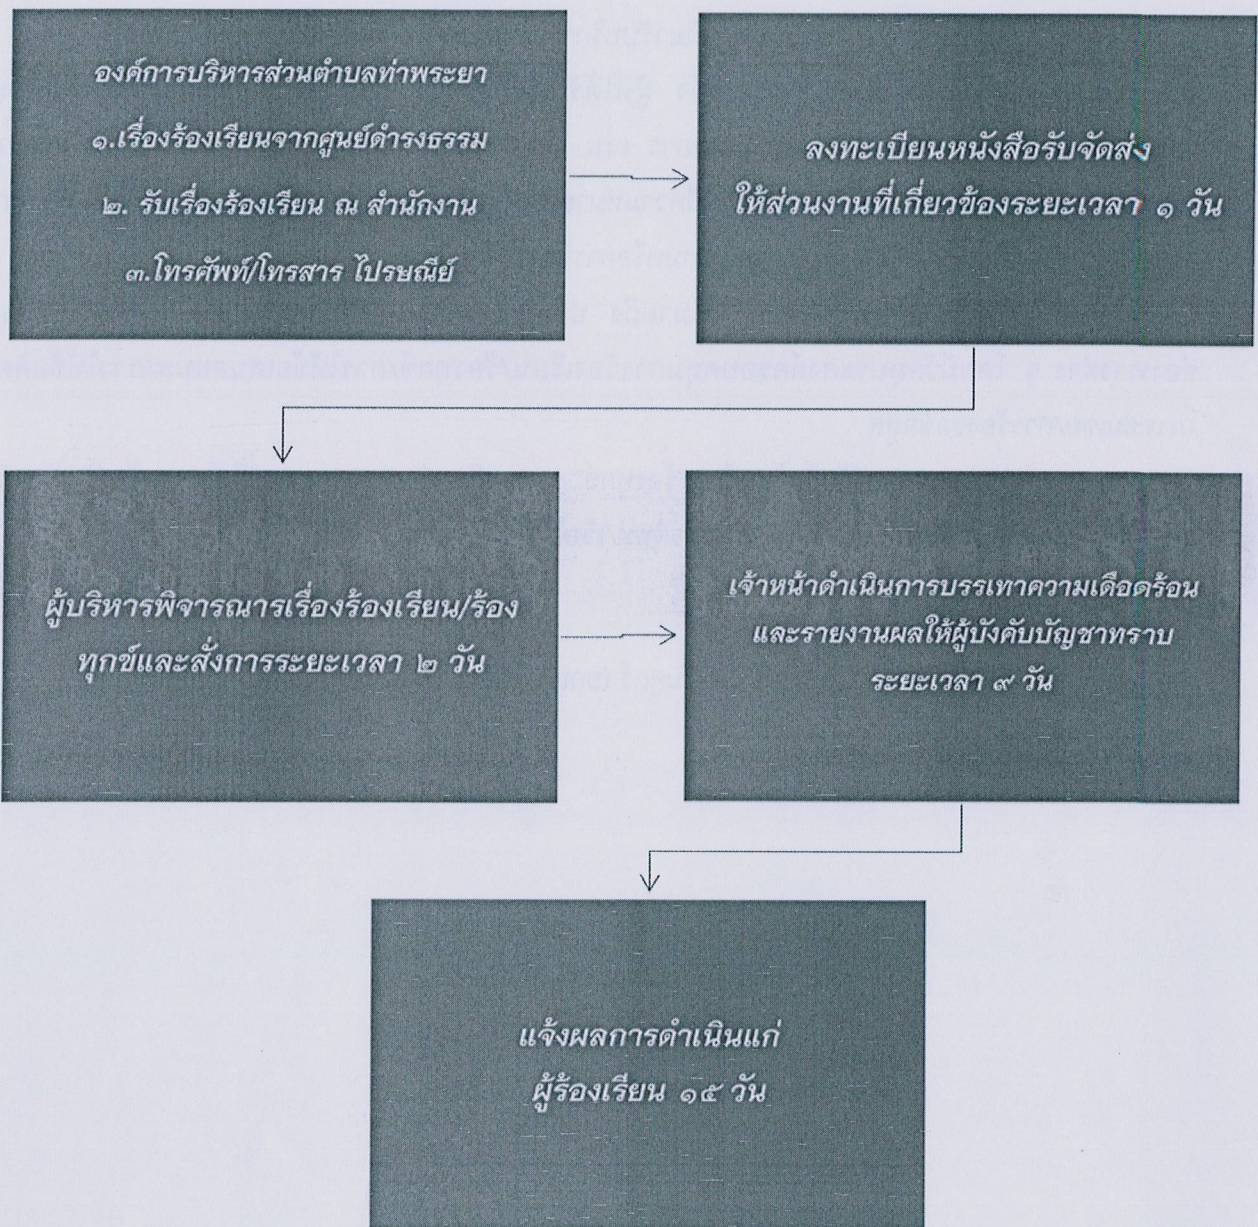 องค์การบริหารส่วนตำบลท่าพระยา
๑.เรื่องร้องเรียนจากศูนย์ดำรงธรรม
๒. รับเรื่องร้องเรียน ณ สำนักงาน
๓.โทรศัพท์/โทรสาร ไปรษณีย์
ลงทะเบียนหนังสือรับจัดส่ง
ให้ส่วนงานที่เกี่ยวข้องระยะเวลา ๑ วัน
ผู้บริหารพิจารณารเรื่องร้องเรียน/ร้อง
ทุกข์และสั่งการระยะเวลา ๒ วัน
เจ้าหน้าดำเนินการบรรเทาความเดือดร้อน
และรายงานผลให้ผู้บังคับบัญชาทราบ
ระยะเวลา ๙ วัน
แจ้งผลการดำเนินแก่
ผู้ร้องเรียน ๑๕ วัน